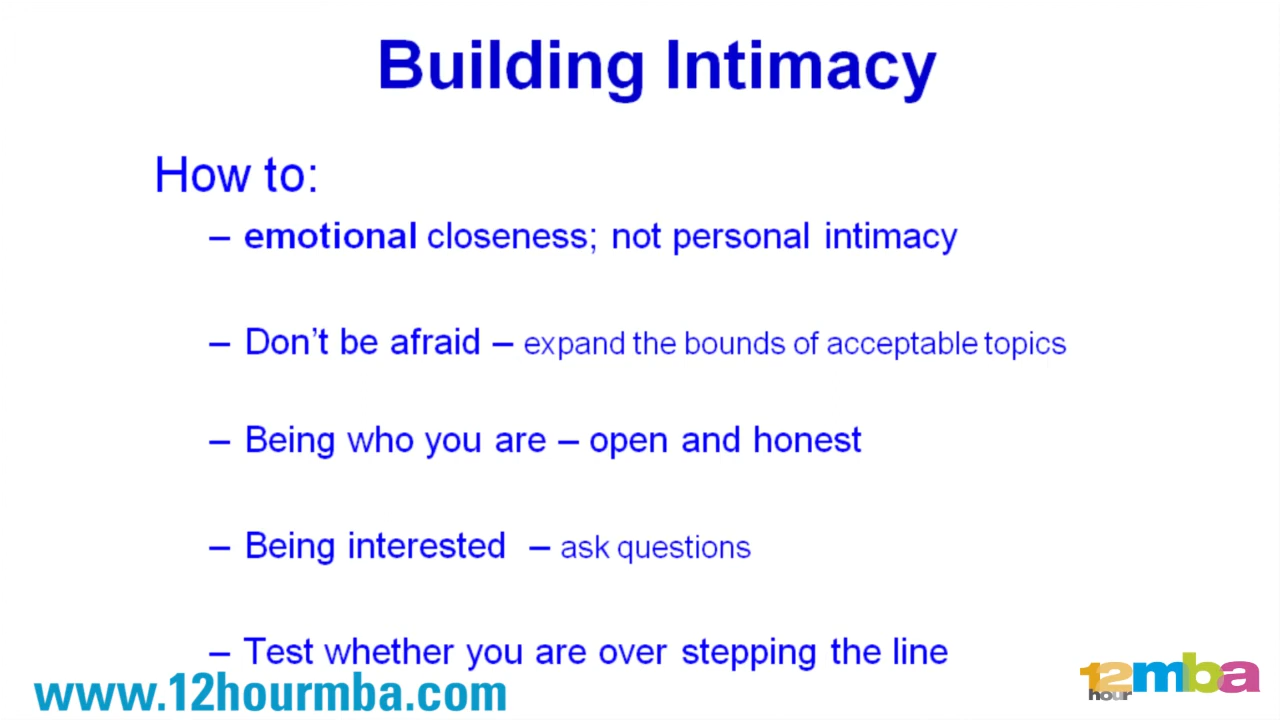 Building Intimacy
How to:
– emotional closeness; not personal intimacy
– Don't be afraid – expand the bounds of acceptable topics
– Being who you are – open and honest
– Being interested – ask questions
– Test whether you are over stepping the line
www.12hourmba.com
12mba
hour